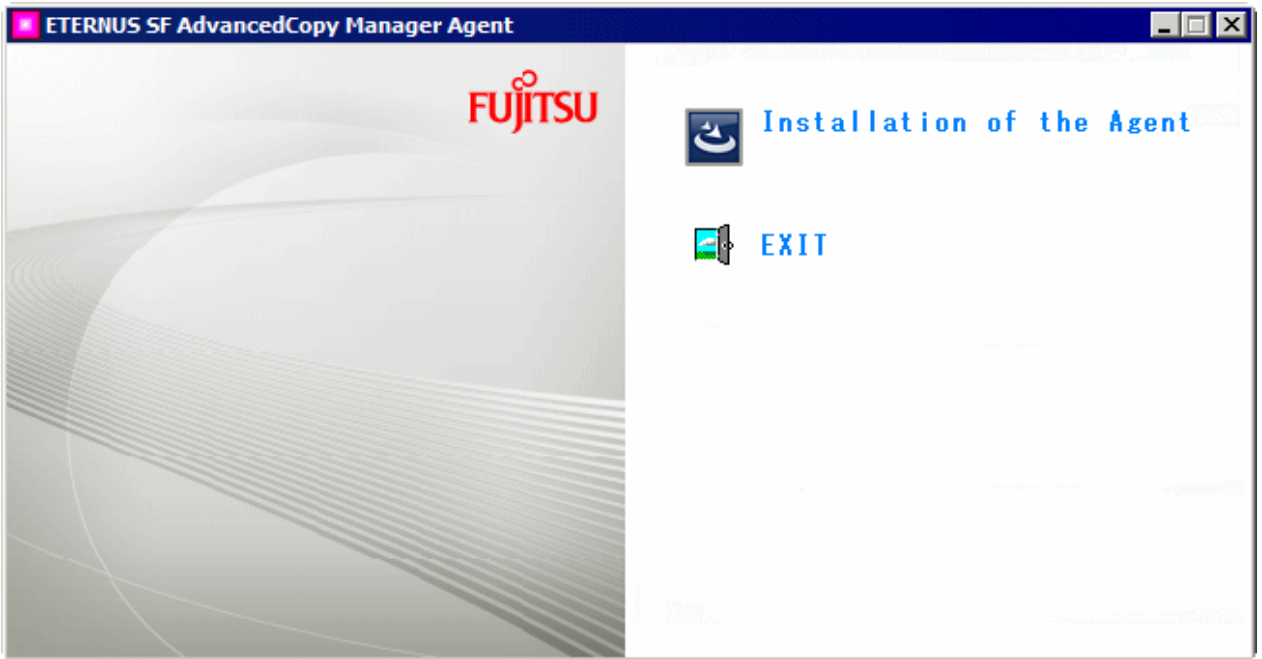 ETERNUS SF AdvancedCopy Manager Agent
FUJITSU
Installation of the Agent
EXIT